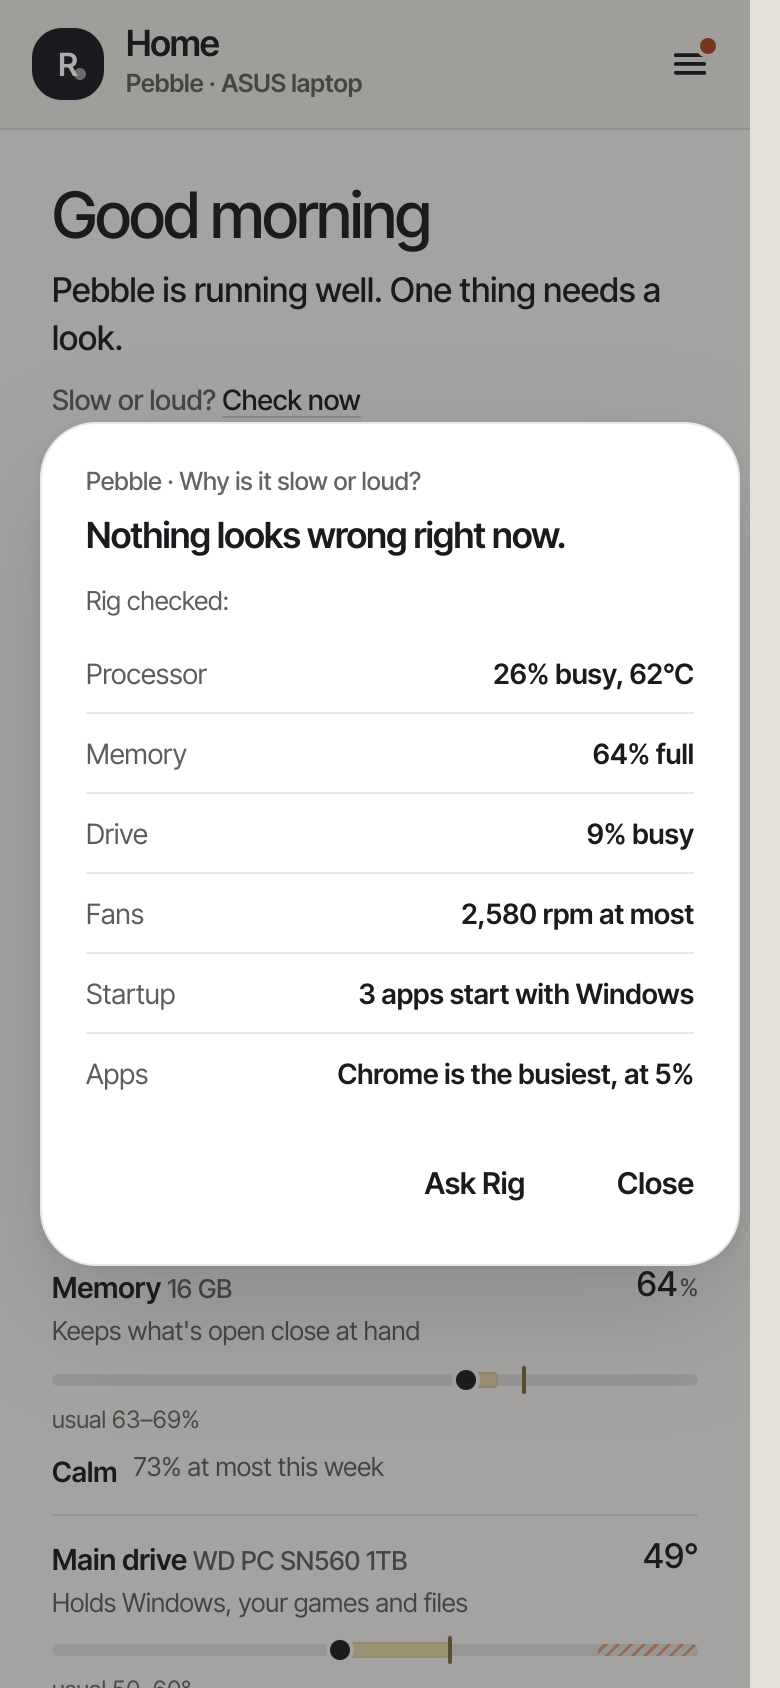 R
Home
Pebble · ASUS laptop
Good morning
Pebble is running well. One thing needs a
look.
Slow or loud? Check now
Pebble · Why is it slow or loud?
Nothing looks wrong right now.
Rig checked:
Processor 26% busy, 62°C
Memory 64% full
Drive 9% busy
Fans 2,580 rpm at most
Startup 3 apps start with Windows
Apps Chrome is the busiest, at 5%
Ask Rig Close
Memory 16 GB 64%
Keeps what's open close at hand
usual 63–69%
Calm 73% at most this week
Main drive WD PC SN560 1TB 49°
Holds Windows, your games and files
usual 50–60%